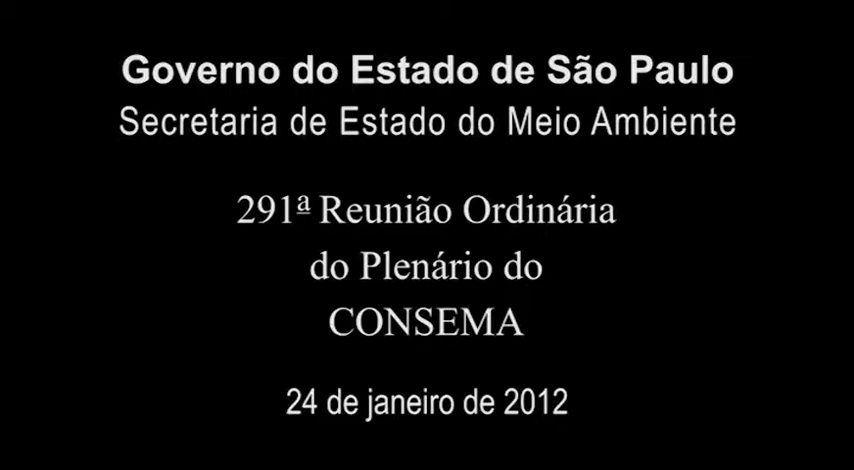 Governo do Estado de São Paulo
Secretaria de Estado do Meio Ambiente
291ª Reunião Ordinária
do Plenário do
CONSEMA
24 de janeiro de 2012